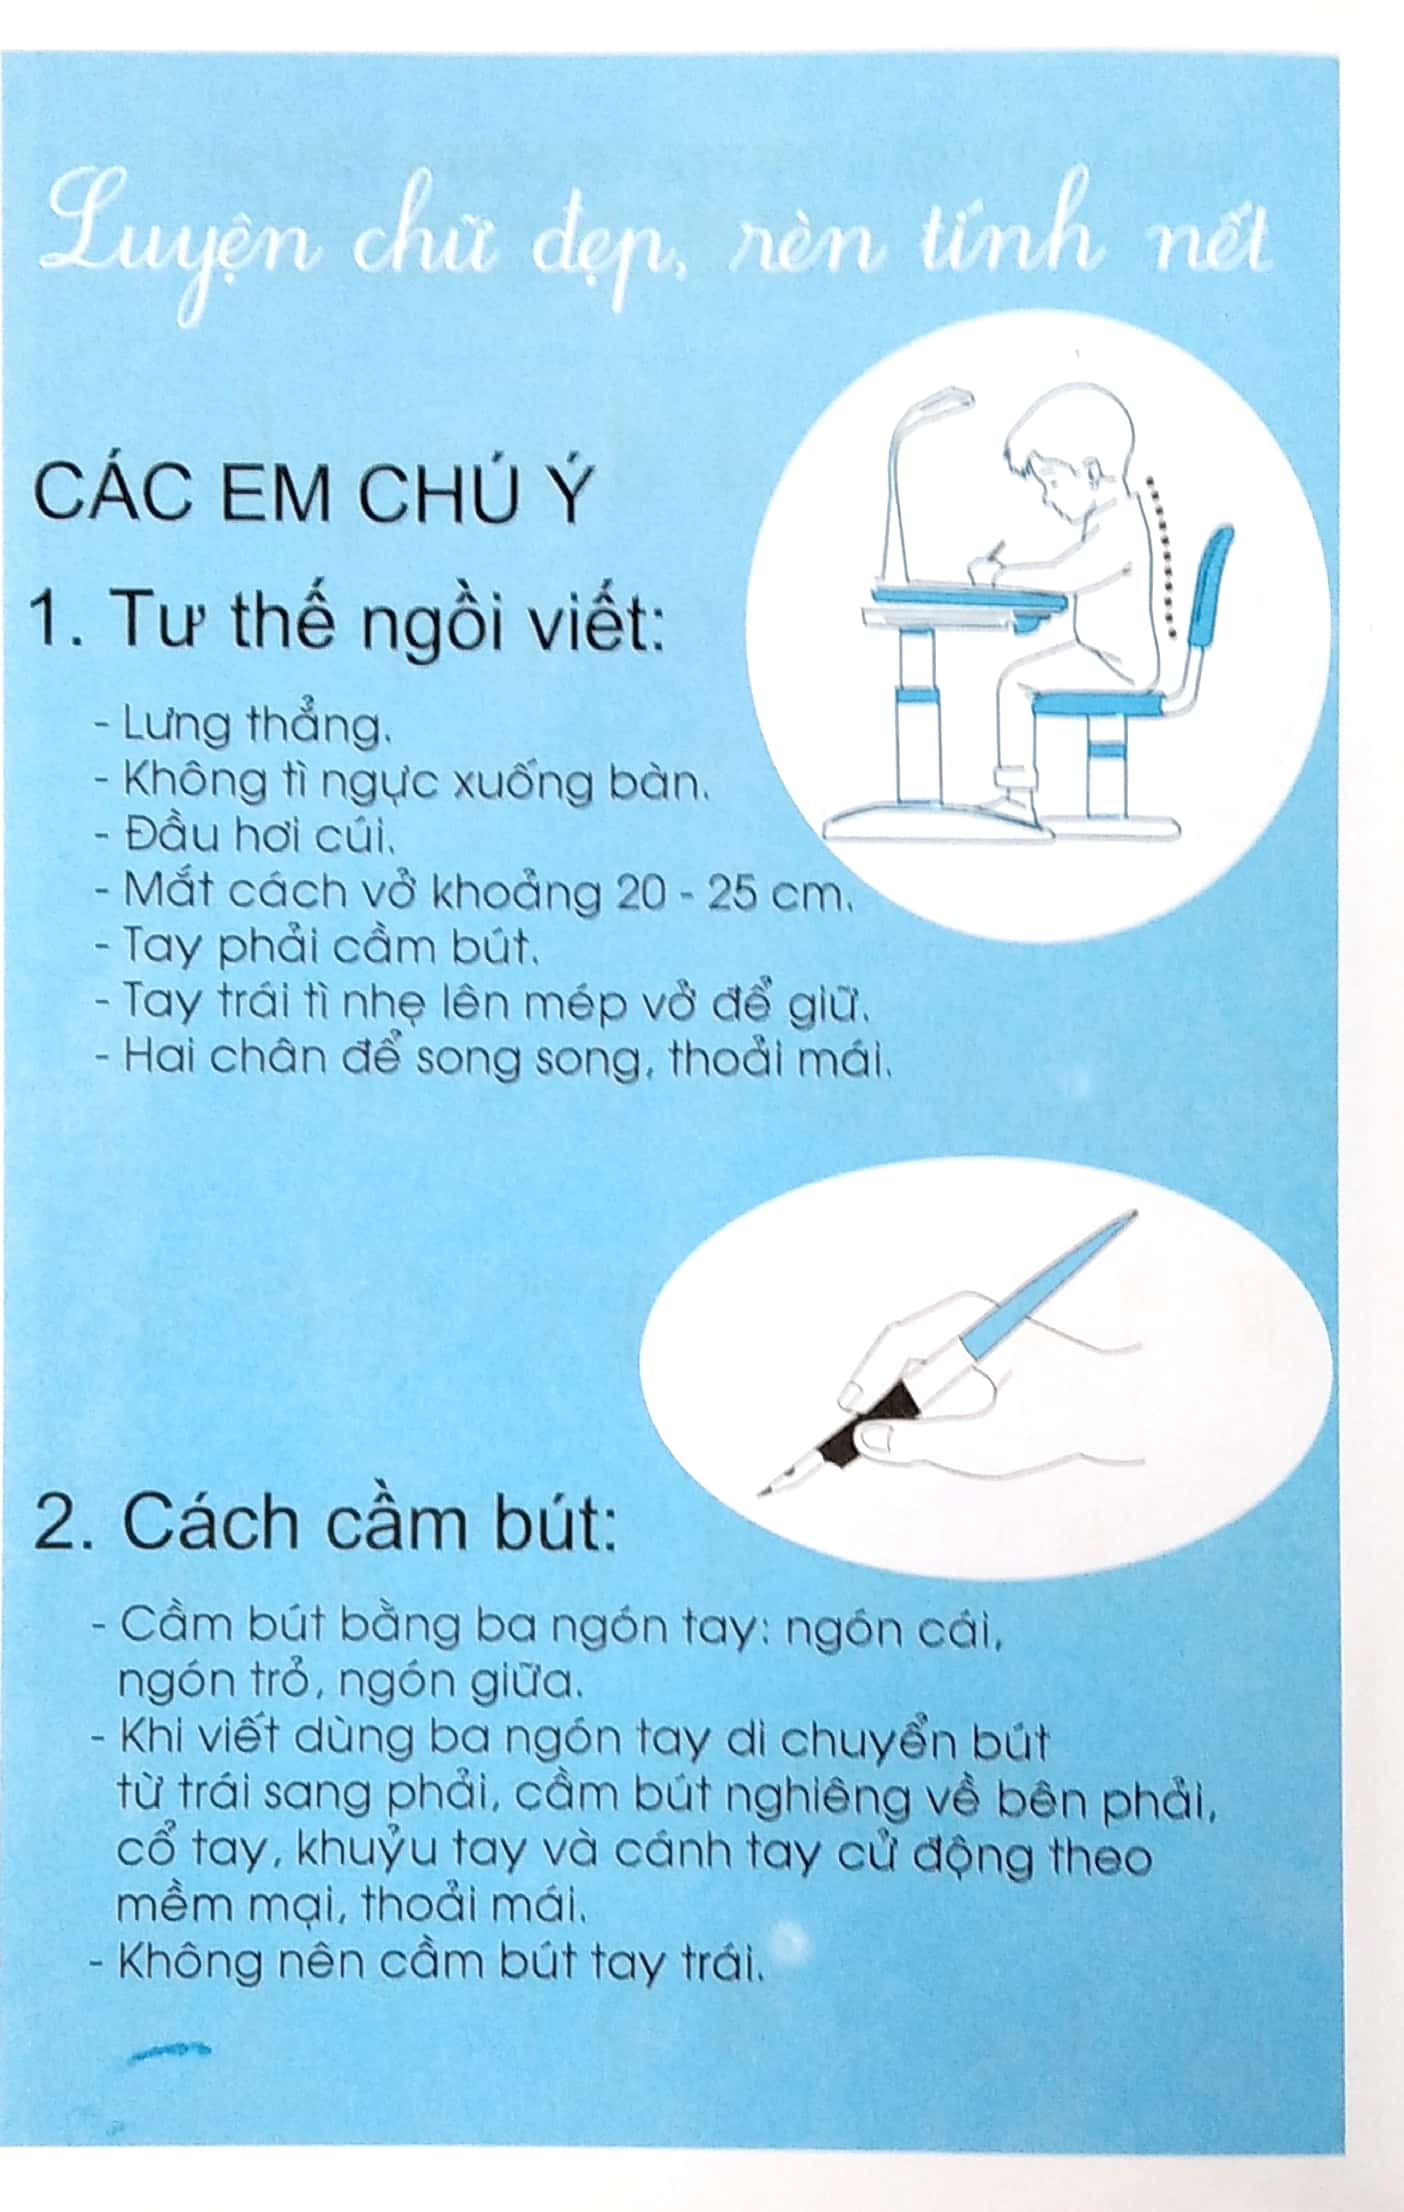 Luyện chữ đẹp, rèn tính nết
CÁC EM CHÚ Ý
1. Tư thế ngồi viết:
- Lưng thẳng.
- Không tì ngực xuống bàn.
- Đầu hơi cúi.
- Mắt cách vở khoảng 20 - 25 cm.
- Tay phải cầm bút.
- Tay trái tì nhẹ lên mép vở để giữ.
- Hai chân để song song, thoải mái.
2. Cách cầm bút:
- Cầm bút bằng ba ngón tay: ngón cái,
ngón trỏ, ngón giữa.
- Khi viết dùng ba ngón tay di chuyển bút
từ trái sang phải, cầm bút nghiêng về bên phải,
cổ tay, khuỷu tay và cánh tay cử động theo
mềm mại, thoải mái.
- Không nên cầm bút tay trái.